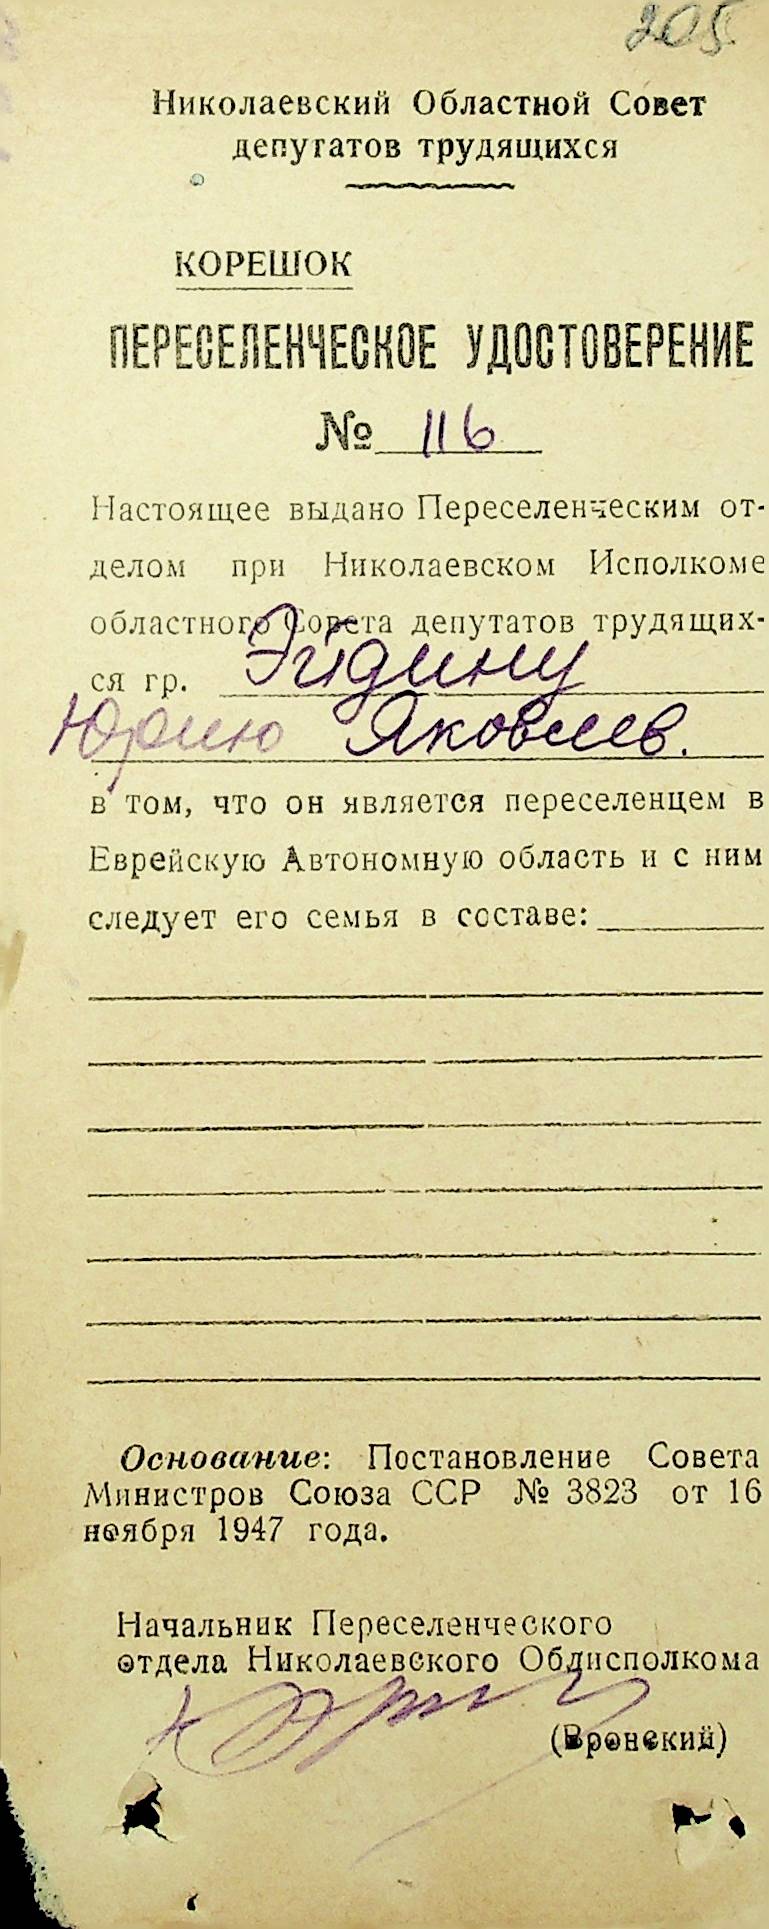 205
Николаевский Областной Совет
депутатов трудящихся
КОРЕШОК
ПЕРЕСЕЛЕНЧЕСКОЕ УДОСТОВЕРЕНИЕ
№ 116
Настоящее выдано Переселенческим от-
делом при Николаевском Исполкоме
областного Совета депутатов трудящих-
ся гр. Эйдину
Юрию Яковлев.
в том, что он является переселенцем в
Еврейскую Автономную область и с ним
следует его семья в составе:
Основание: Постановление Совета
Министров Союза ССР № 3823 от 16
ноября 1947 года.
Начальник Переселенческого
отдела Николаевского Облисполкома
(Вронский)